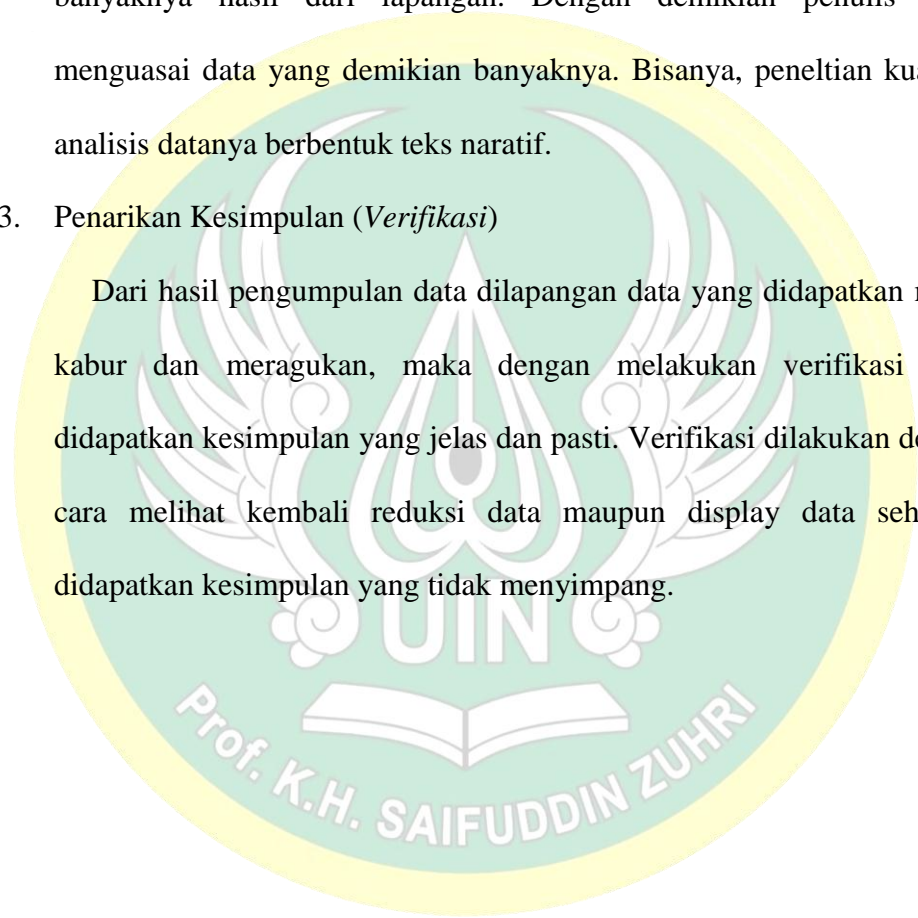 banyaknya hasil dari lapangan. Dengan demikian penulis
menguasai data yang demikian banyaknya. Bisanya, peneltian
analisis datanya berbentuk teks naratif.
3. Penarikan Kesimpulan (Verifikasi)
Dari hasil pengumpulan data dilapangan data yang didapatkan
kabur dan meragukan, maka dengan melakukan verifikasi
didapatkan kesimpulan yang jelas dan pasti. Verifikasi dilakukan
cara melihat kembali reduksi data maupun display data
didapatkan kesimpulan yang tidak menyimpang.
UIN
Prof. K.H. SAIFUDDIN ZUHRI